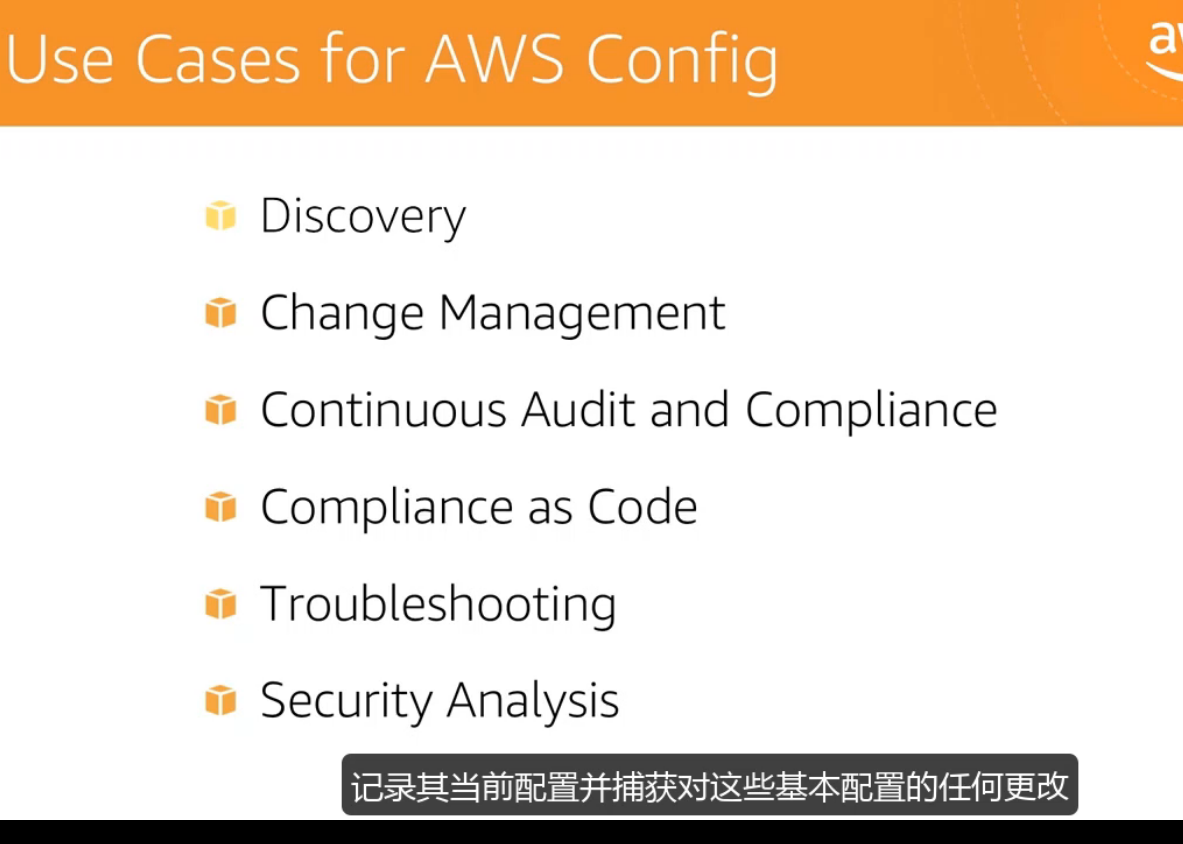 Use Cases for AWS Config
Discovery
Change Management
Continuous Audit and Compliance
Compliance as Code
Troubleshooting
Security Analysis
记录其当前配置并捕获对这些基本配置的任何更改